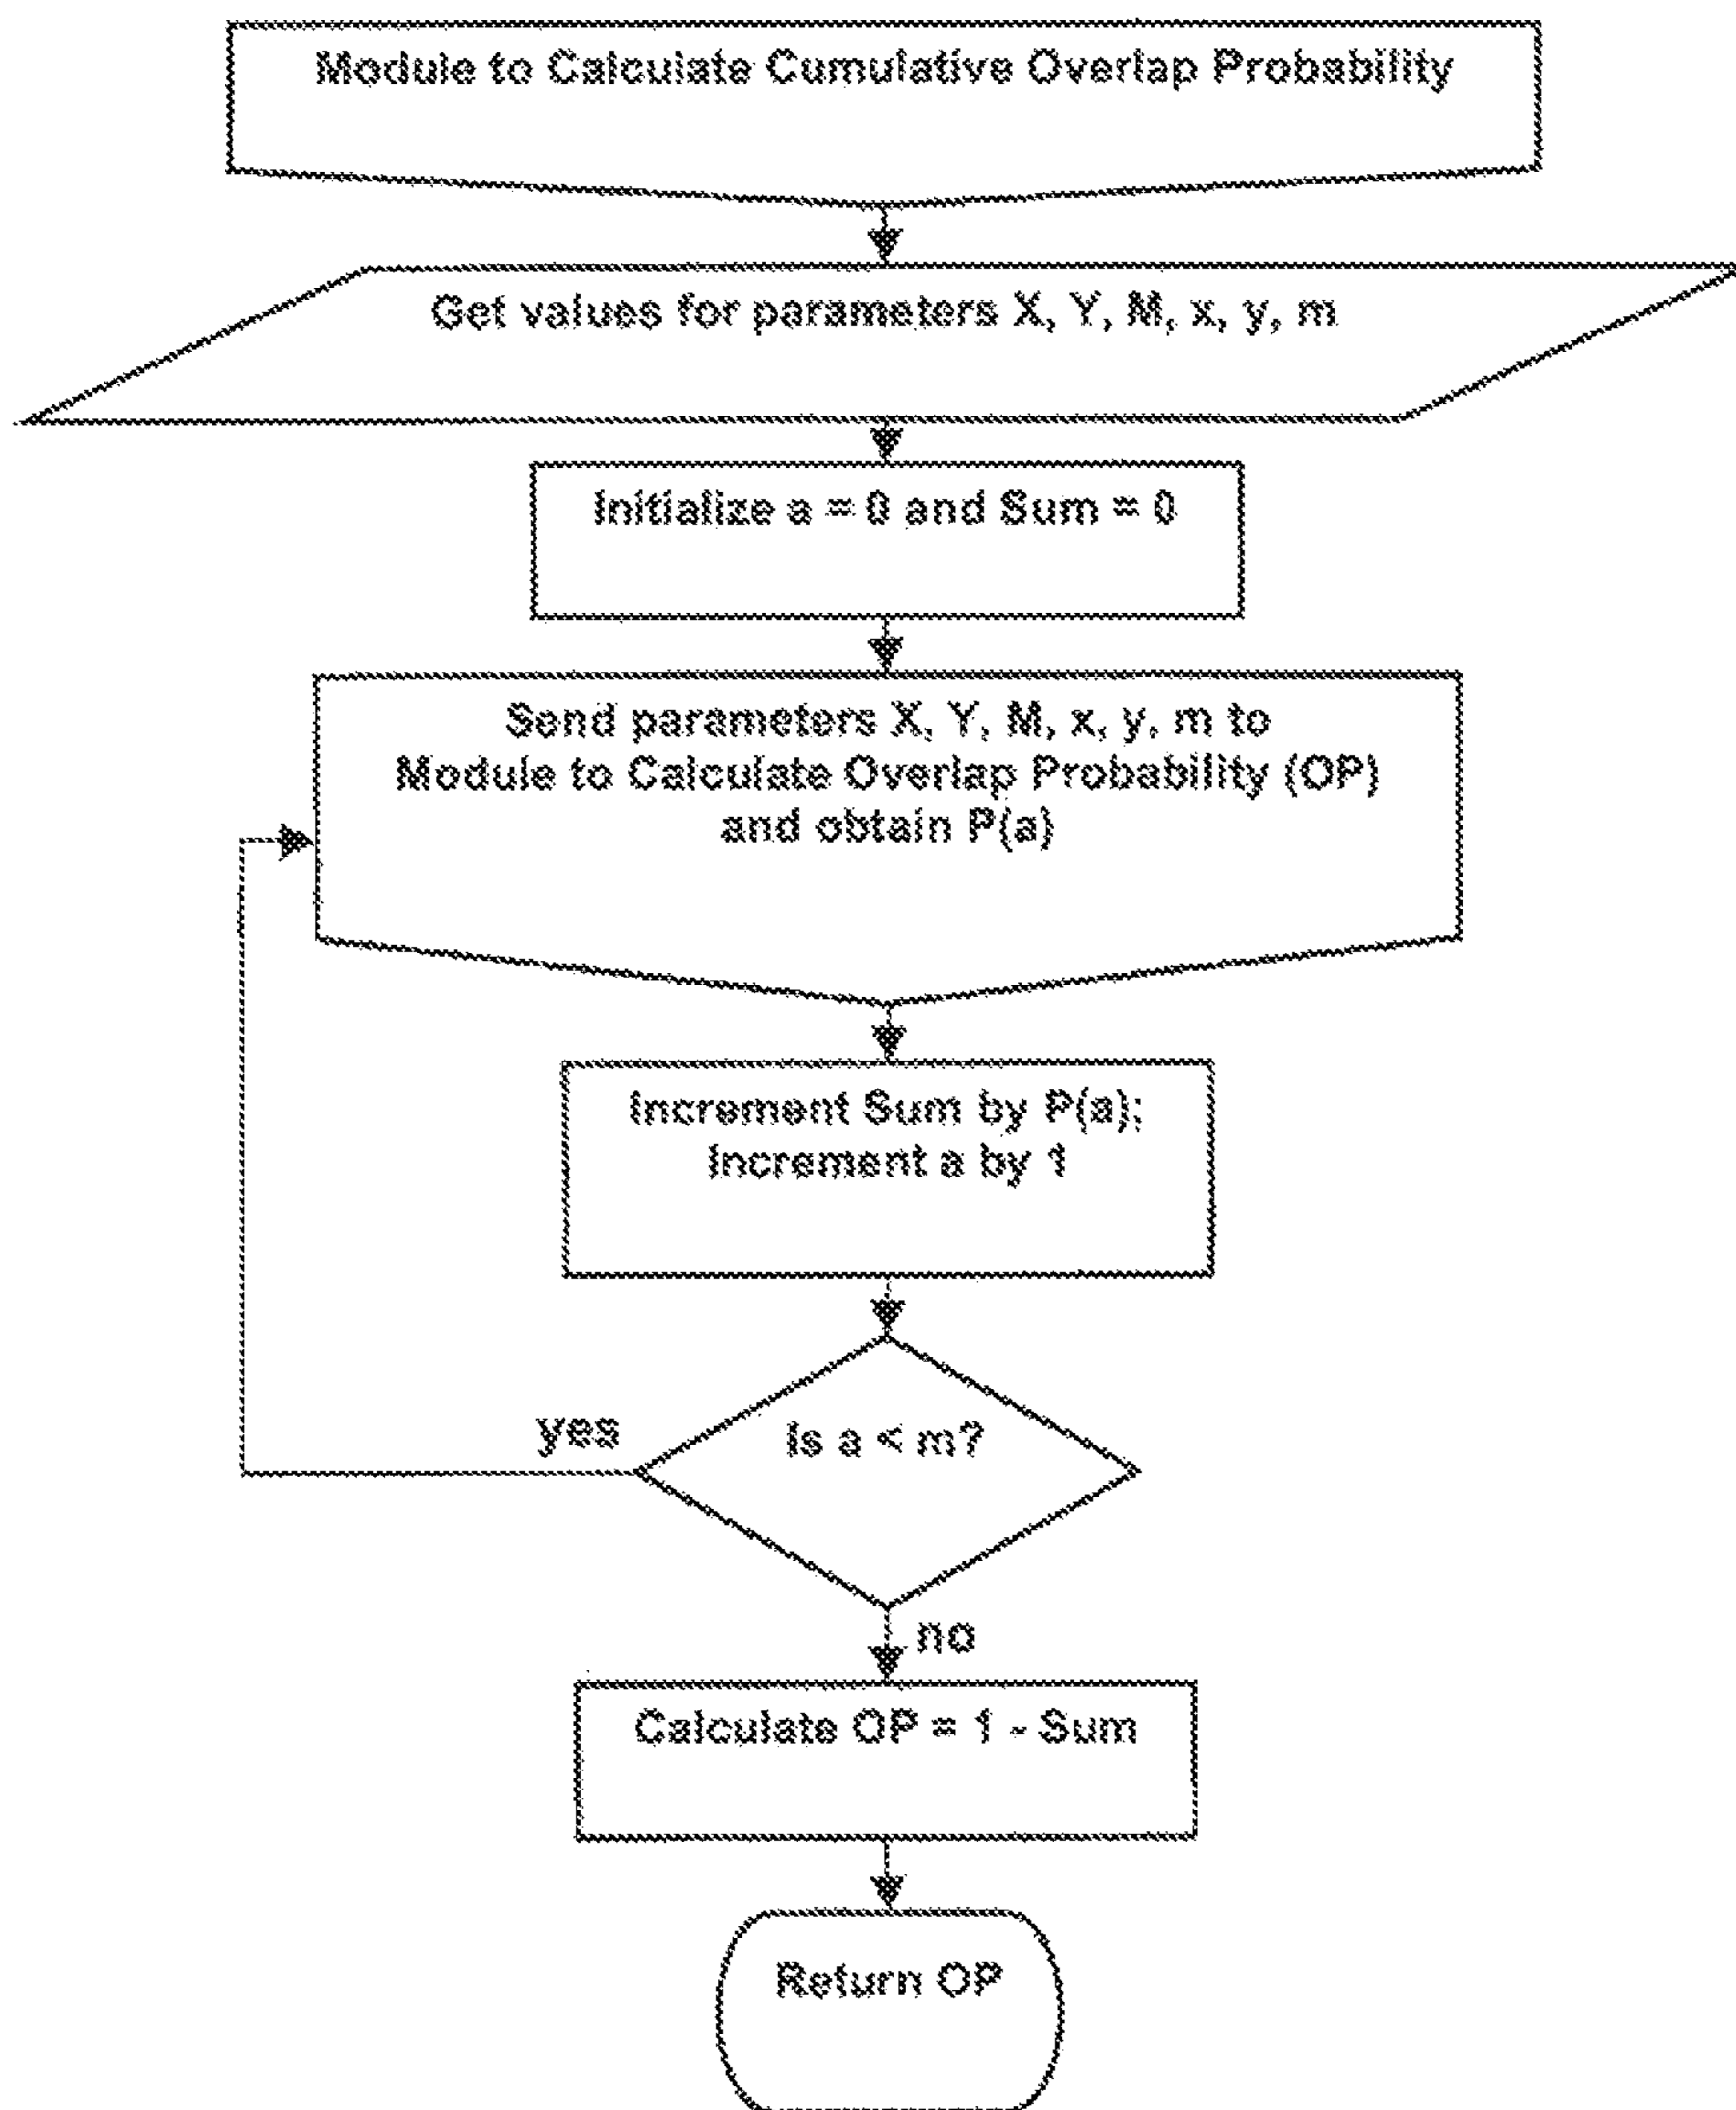 Module to Calculate Cumulative Overlap Probability
Get values for parameters X, Y, M, x, y, m
Initialize a = 0 and Sum = 0
Send parameters X, Y, M, x, y, m to
Module to Calculate Overlap Probability (OP)
and obtain P(a)
Increment Sum by P(a);
Increment a by 1
yes
Is a < m?
no
Calculate OP = 1 - Sum
Return OP